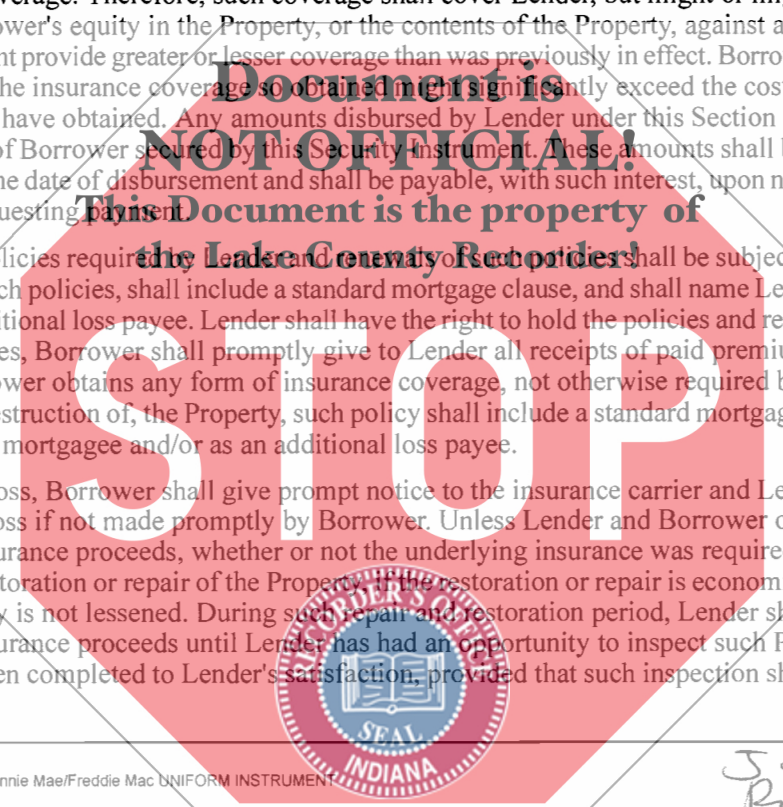 verage. Therefore, such coverage shall cover Lender, but might or mi
ower's equity in the Property, or the contents of the Property, against a
nt provide greater or lesser coverage than was previously in effect. Borro
Document is
he insurance coverage so obtained might significantly exceed the cos
have obtained. Any amounts disbursed by Lender under this Section
NOT OFFICIAL!
of Borrower secured by this Security Instrument. These amounts shall b
he date of disbursement and shall be payable, with such interest, upon n
This Document is the property of
uesting payment.
the Lake County Recorder!
licies required by Lender and renewals of such policies shall be subjec
ch policies, shall include a standard mortgage clause, and shall name Le
itional loss payee. Lender shall have the right to hold the policies and re
es, Borrower shall promptly give to Lender all receipts of paid premiu
ower obtains any form of insurance coverage, not otherwise required b
estruction of, the Property, such policy shall include a standard mortgag
mortgagee and/or as an additional loss payee.
STOP
oss, Borrower shall give prompt notice to the insurance carrier and Le
oss if not made promptly by Borrower. Unless Lender and Borrower o
urance proceeds, whether or not the underlying insurance was require
toration or repair of the Property, if the restoration or repair is econom
y is not lessened. During such repair and restoration period, Lender sh
urance proceeds until Lender has had an opportunity to inspect such P
en completed to Lender's satisfaction, provided that such inspection sh
RECORDER'S OFFICE
SEAL
INDIANA
nnie Mae/Freddie Mac UNIFORM INSTRUMENT